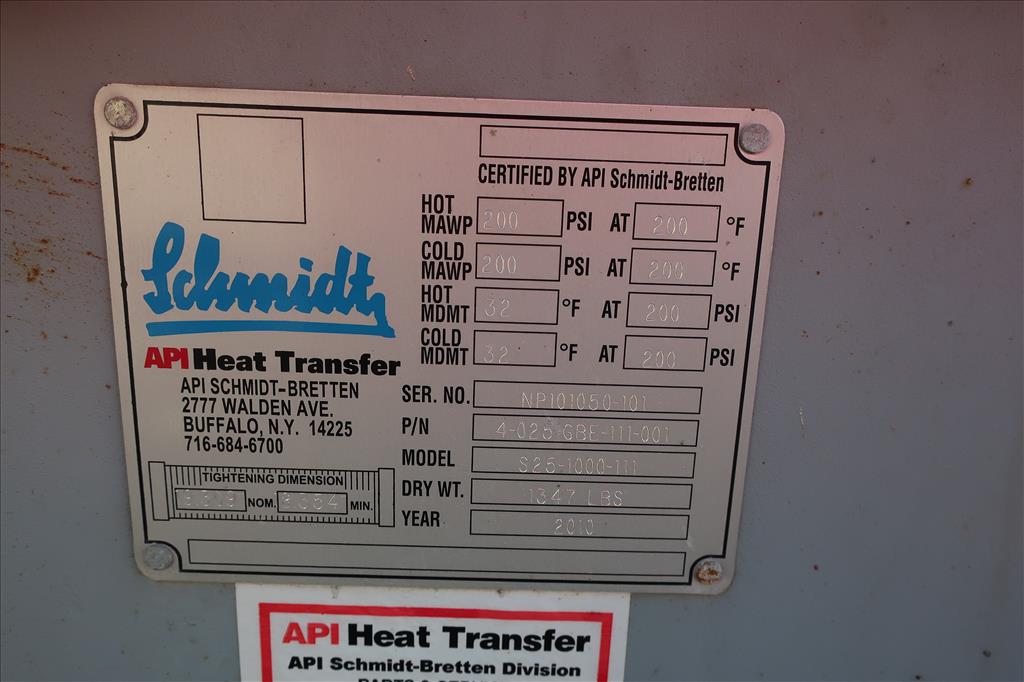 CERTIFIED BY API Schmidt-Bretten
HOT MAWP 200 PSI AT 200 °F
COLD MAWP 200 PSI AT 200 °F
HOT MDMT 32 °F AT 200 PSI
COLD MDMT 32 °F AT 200 PSI
Schmidt
API Heat Transfer
API SCHMIDT-BRETTEN
2777 WALDEN AVE.
BUFFALO, N.Y. 14225
716-684-6700
SER. NO. NP101050-101
P/N 4-025-GBE-111-001
MODEL S25-1000-111
DRY WT. 1347 LBS
YEAR 2010
TIGHTENING DIMENSION
NOM. MIN.
API Heat Transfer
API Schmidt-Bretten Division